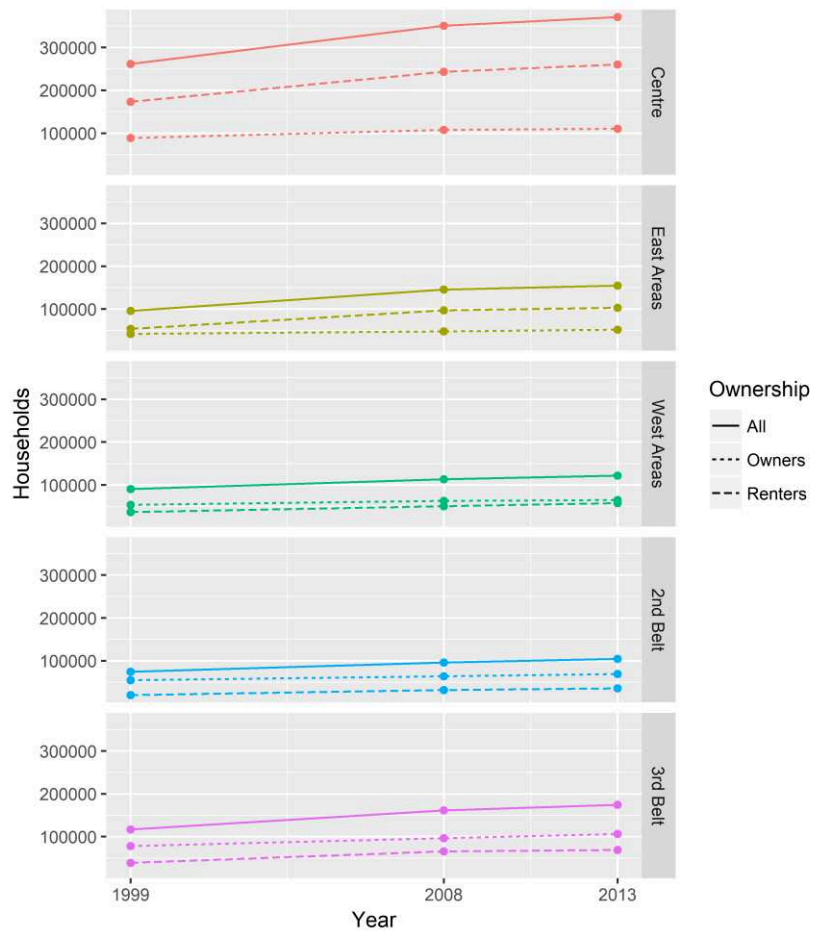 300000
200000
100000
Centre
300000
200000
100000
East Areas
300000
200000
100000
West Areas
300000
200000
100000
2nd Belt
300000
200000
100000
3rd Belt
Households
1999
2008
2013
Year
Ownership
All
Owners
Renters